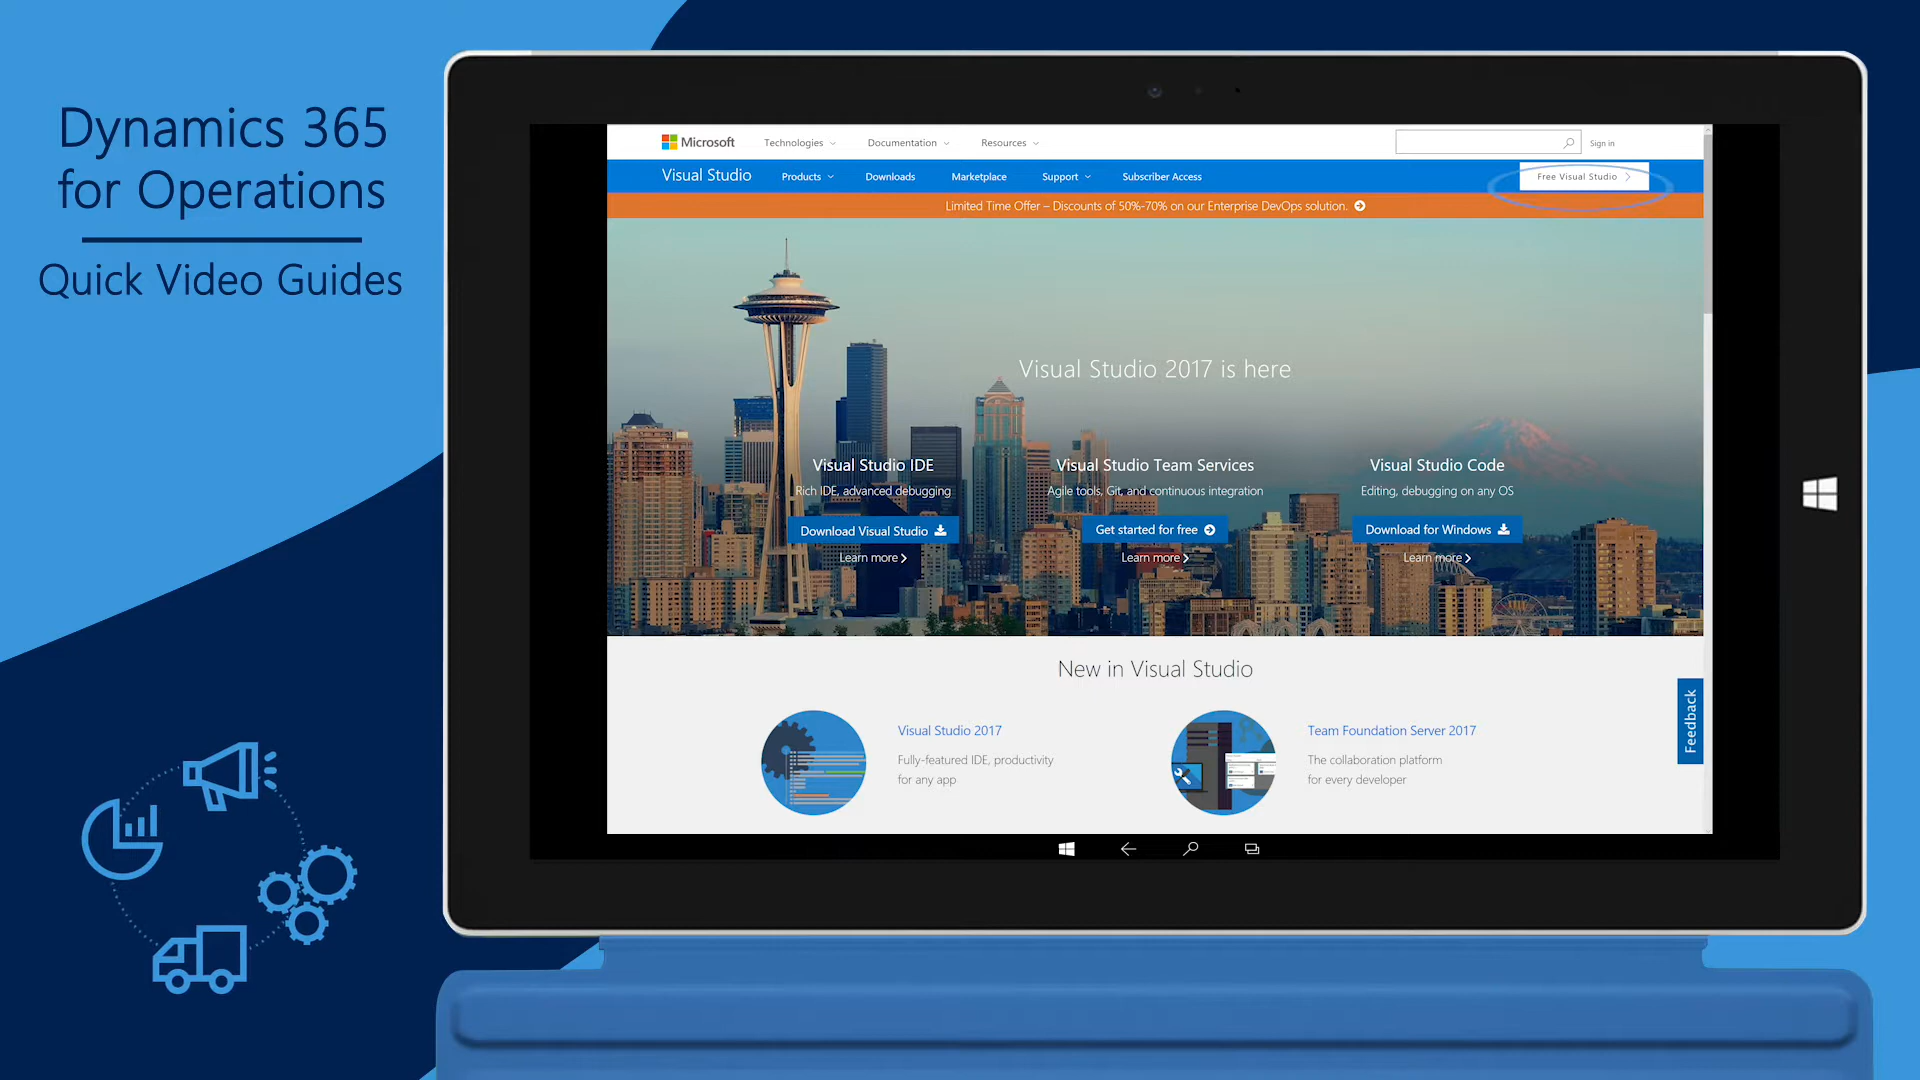 Dynamics 365
for Operations
Quick Video Guides
Microsoft Technologies Documentation Resources Sign in
Visual Studio Products Downloads Marketplace Support Subscriber Access Free Visual Studio
Limited Time Offer – Discounts of 50%-70% on our Enterprise DevOps solution.
Visual Studio 2017 is here
Visual Studio IDE
Rich IDE, advanced debugging
Download Visual Studio
Learn more
Visual Studio Team Services
Agile tools, Git, and continuous integration
Get started for free
Learn more
Visual Studio Code
Editing, debugging on any OS
Download for Windows
Learn more
New in Visual Studio
Visual Studio 2017
Fully-featured IDE, productivity
for any app
Team Foundation Server 2017
The collaboration platform
for every developer
Feedback